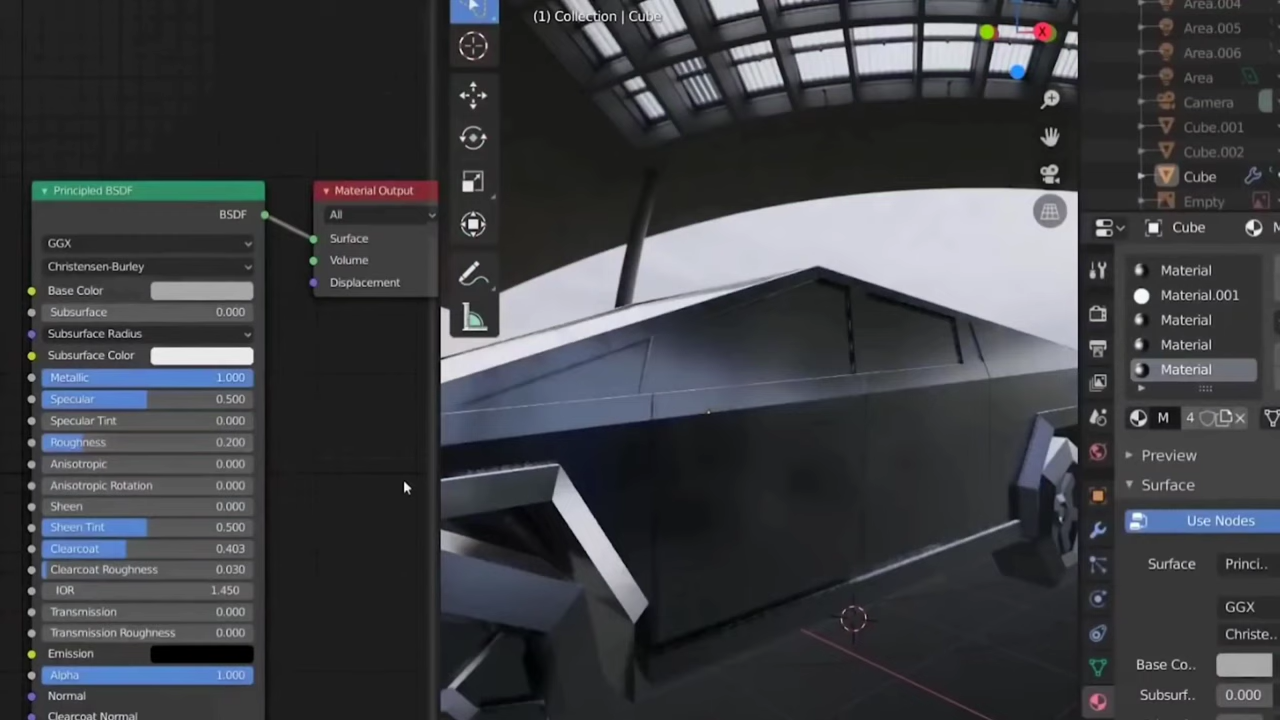 Principled BSDF
BSDF
GGX
Christensen-Burley
Base Color
Subsurface 0.000
Subsurface Radius
Subsurface Color
Metallic 1.000
Specular 0.500
Specular Tint 0.000
Roughness 0.200
Anisotropic 0.000
Anisotropic Rotation 0.000
Sheen 0.000
Sheen Tint 0.500
Clearcoat 0.403
Clearcoat Roughness 0.030
IOR 1.450
Transmission 0.000
Transmission Roughness 0.000
Emission
Alpha 1.000
Normal
Clearcoat Normal
Material Output
All
Surface
Volume
Displacement
(1) Collection | Cube
X
Area.004
Area.005
Area.006
Area
Camera
Cube.001
Cube.002
Cube
Empty
Cube M
Material
Material.001
Material
Material
Material
M 4
Preview
Surface
Use Nodes
Surface Princi..
GGX
Christe..
Base Co..
Subsurf.. 0.000